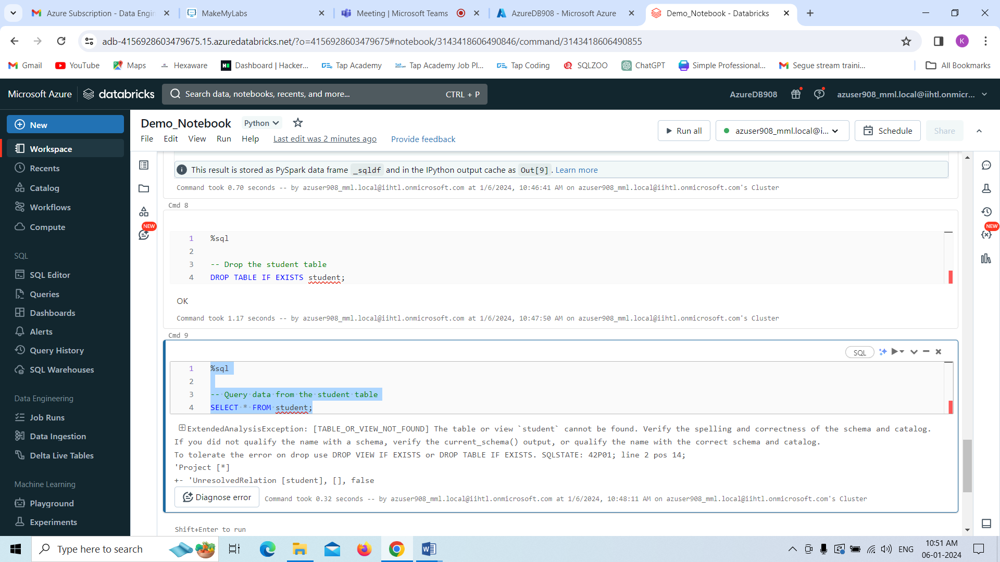 Azure Subscription - Data Engin
MakeMyLabs
Meeting | Microsoft Teams
AzureDB908 - Microsoft Azure
Demo_Notebook - Databricks
adb-4156928603479675.15.azuredatabricks.net/?o=4156928603479675#notebook/3143418606490846/command/3143418606490855
K
Gmail
YouTube
Maps
Hexaware
Dashboard | Hacker...
Tap Academy
Tap Academy Job Pl...
Tap Coding
SQLZOO
ChatGPT
Simple Professional...
Segue stream traini...
All Bookmarks
Microsoft Azure
databricks
Search data, notebooks, recents, and more...
CTRL + P
AzureDB908
azuser908_mml.local@iihtl.onmicr...
New
Workspace
Recents
Catalog
Workflows
Compute
SQL
SQL Editor
Queries
Dashboards
Alerts
Query History
SQL Warehouses
Data Engineering
Job Runs
Data Ingestion
Delta Live Tables
Machine Learning
Playground
Experiments
Demo_Notebook
Python
File
Edit
View
Run
Help
Last edit was 2 minutes ago
Provide feedback
Run all
azuser908_mml.local@i...
Schedule
Share
NEW
NEW
This result is stored as PySpark data frame _sqldf and in the IPython output cache as Out[9] . Learn more
Command took 0.70 seconds -- by azuser908_mml.local@iihtl.onmicrosoft.com at 1/6/2024, 10:46:41 AM on azuser908_mml.local@iihtl.onmicrosoft.com's Cluster
Cmd 8
1 %sql
2
3 -- Drop the student table
4 DROP TABLE IF EXISTS student;
OK
Command took 1.17 seconds -- by azuser908_mml.local@iihtl.onmicrosoft.com at 1/6/2024, 10:47:50 AM on azuser908_mml.local@iihtl.onmicrosoft.com's Cluster
Cmd 9
SQL
1 %sql
2
3 -- Query data from the student table
4 SELECT * FROM student;
ExtendedAnalysisException: [TABLE_OR_VIEW_NOT_FOUND] The table or view `student` cannot be found. Verify the spelling and correctness of the schema and catalog.
If you did not qualify the name with a schema, verify the current_schema() output, or qualify the name with the correct schema and catalog.
To tolerate the error on drop use DROP VIEW IF EXISTS or DROP TABLE IF EXISTS. SQLSTATE: 42P01; line 2 pos 14;
'Project [*]
+- 'UnresolvedRelation [student], [], false
Diagnose error
Command took 0.32 seconds -- by azuser908_mml.local@iihtl.onmicrosoft.com at 1/6/2024, 10:48:11 AM on azuser908_mml.local@iihtl.onmicrosoft.com's Cluster
Shift+Enter to run
Type here to search
ENG
10:51 AM
06-01-2024